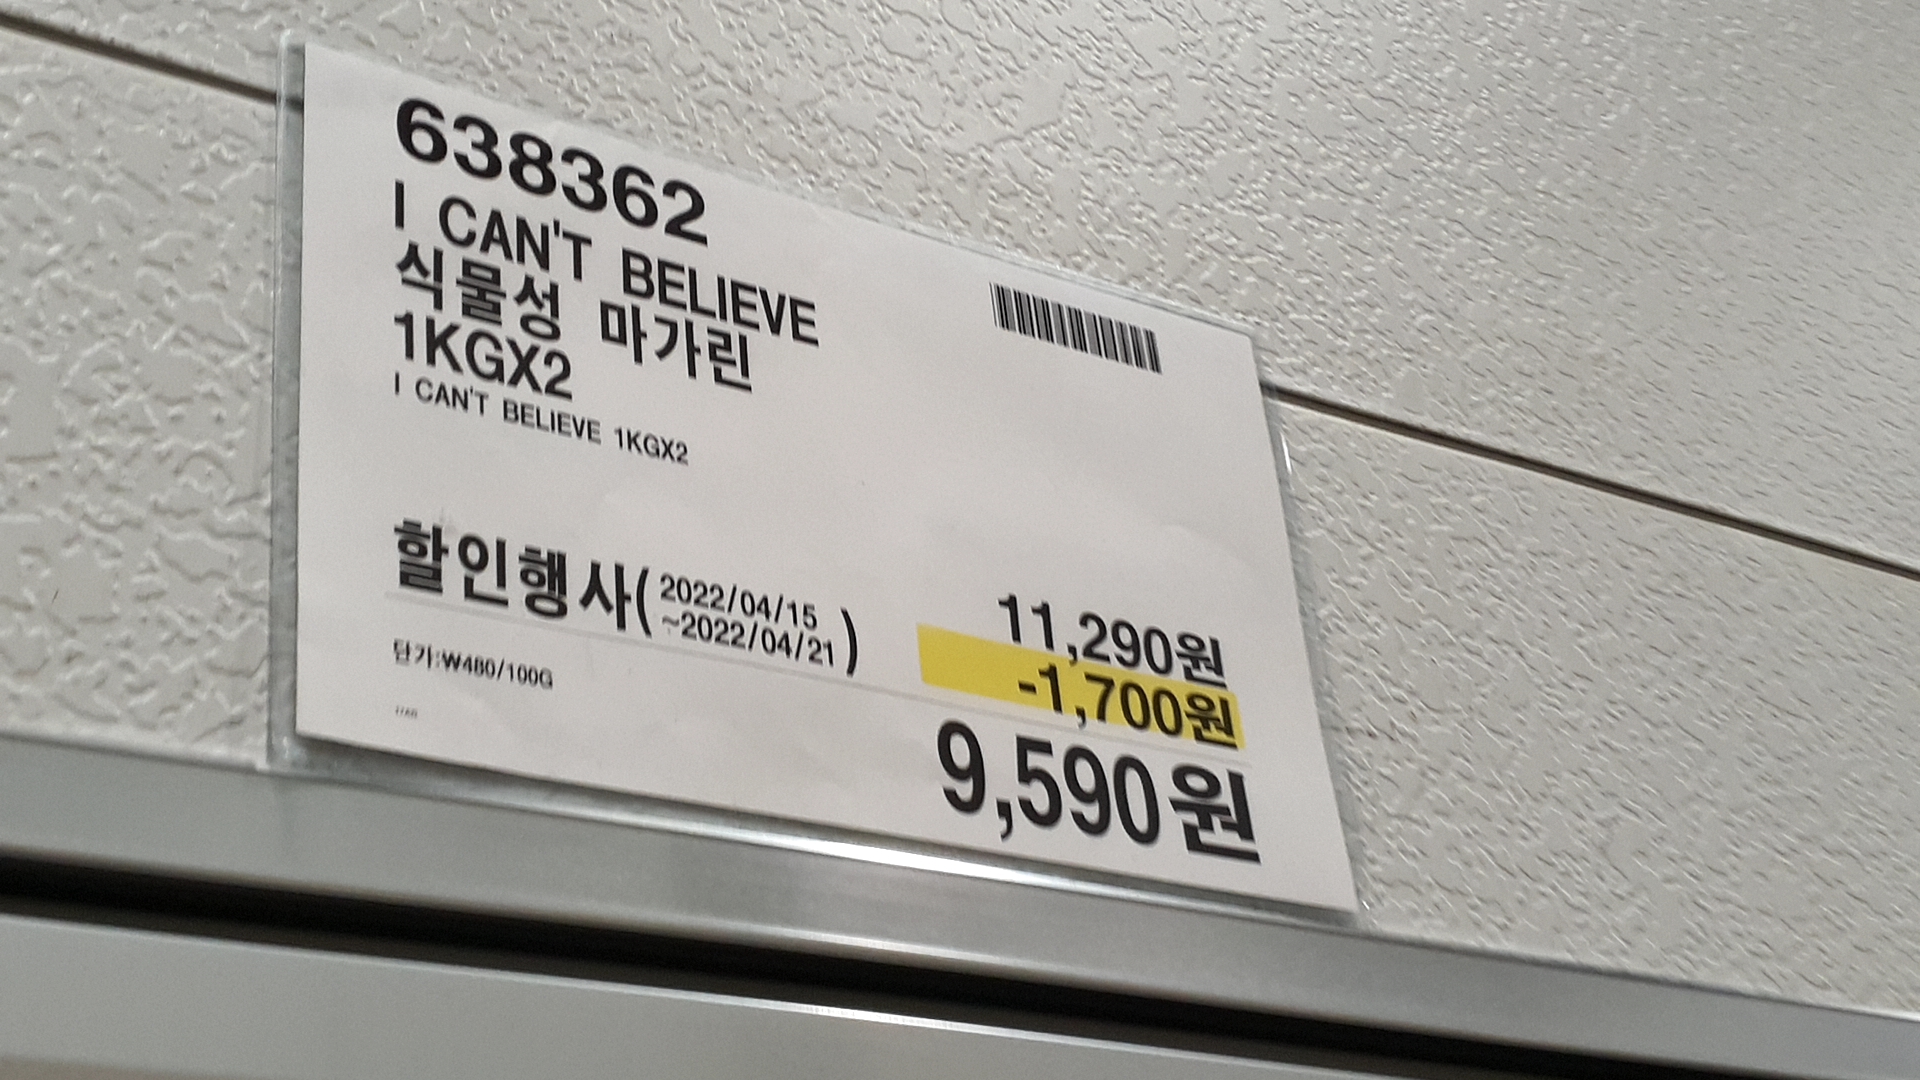 638362
I CAN'T BELIEVE
식물성 마가린
1KGX2
I CAN'T BELIEVE 1KGX2
할인행사(2022/04/15
~2022/04/21)
11,290원
-1,700원
단가:₩480/100G
9,590원